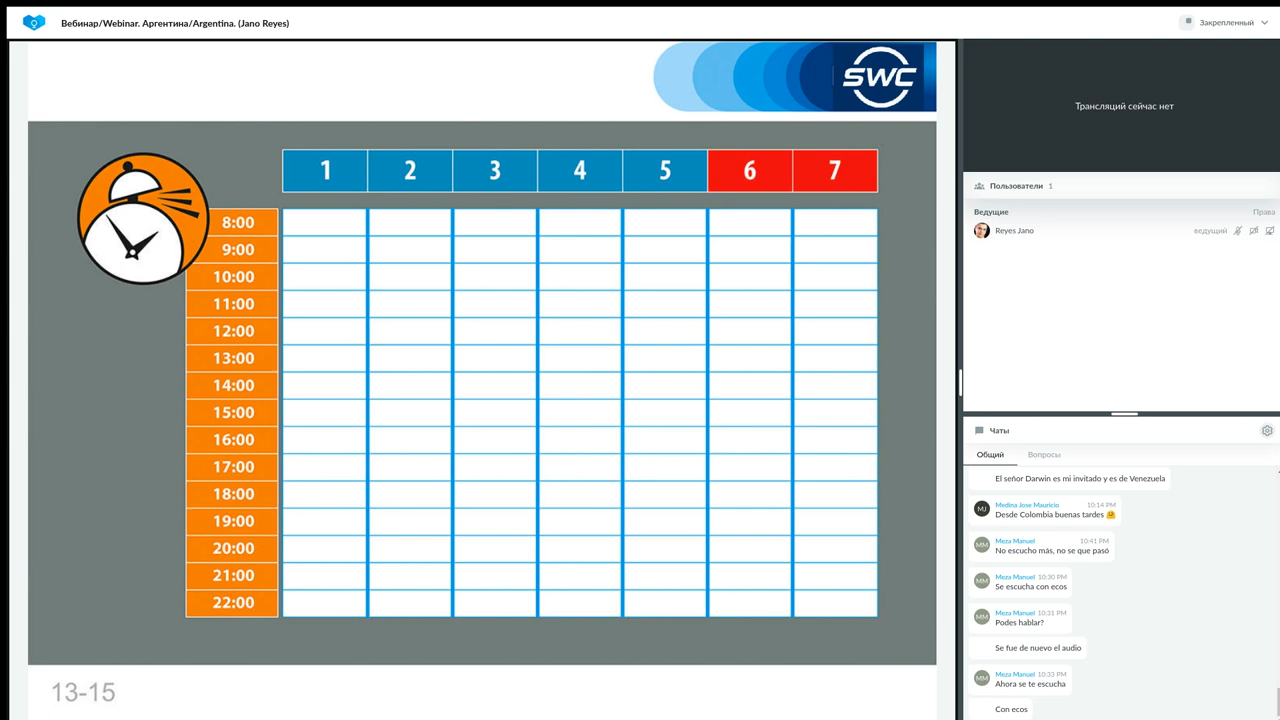 Вебинар/Webinar. Аргентина/Argentina. (Jano Reyes)
Закрепленный
SWC
1 2 3 4 5 6 7
8:00
9:00
10:00
11:00
12:00
13:00
14:00
15:00
16:00
17:00
18:00
19:00
20:00
21:00
22:00
13-15
Трансляций сейчас нет
Пользователи 1
Ведущие Права
Reyes Jano ведущий
Чаты
Общий Вопросы
El señor Darwin es mi invitado y es de Venezuela
MJ Medina Jose Mauricio 10:14 PM
Desde Colombia buenas tardes 🤗
MM Meza Manuel 10:41 PM
No escucho más, no se que pasó
MM Meza Manuel 10:30 PM
Se escucha con ecos
MM Meza Manuel 10:31 PM
Podes hablar?
Se fue de nuevo el audio
MM Meza Manuel 10:33 PM
Ahora se te escucha
Con ecos